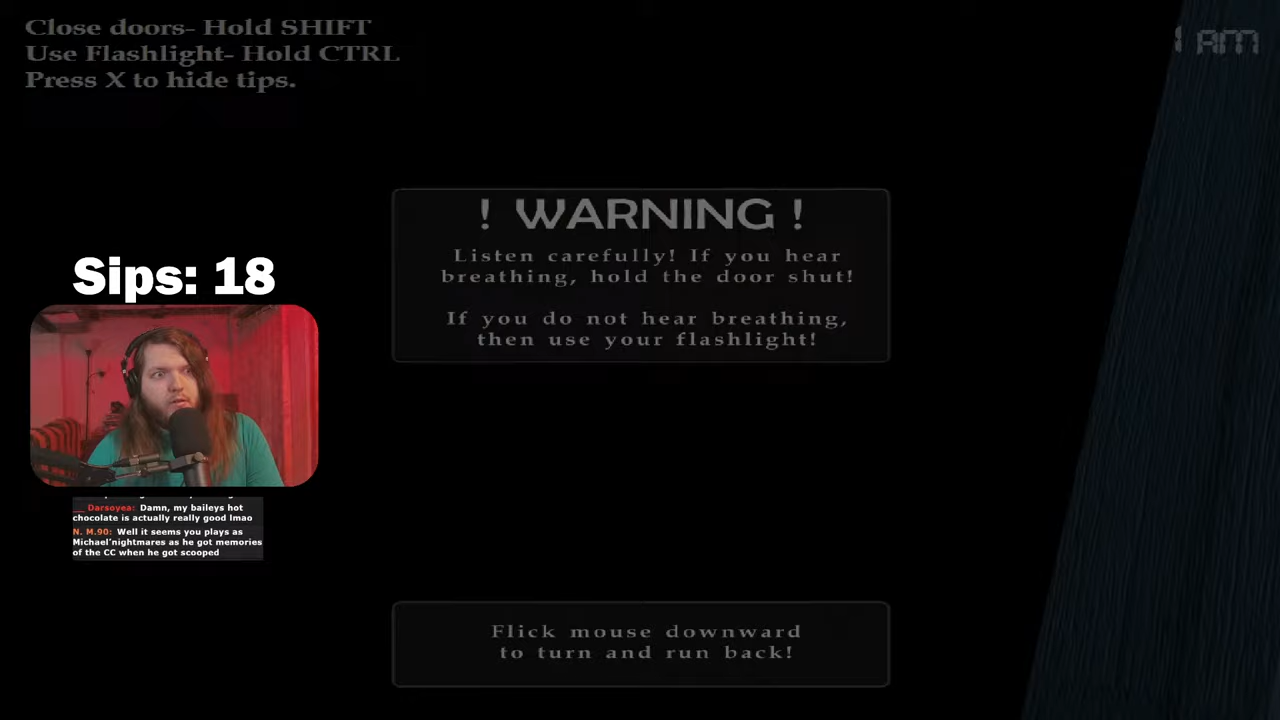 Close doors- Hold SHIFT
Use Flashlight- Hold CTRL
Press X to hide tips.
1 AM
! WARNING !
Listen carefully! If you hear
breathing, hold the door shut!
If you do not hear breathing,
then use your flashlight!
Sips: 18
__ Darsoyea: Damn, my baileys hot
chocolate is actually really good lmao
N. M.90: Well it seems you plays as
Michael'nightmares as he got memories
of the CC when he got scooped
Flick mouse downward
to turn and run back!